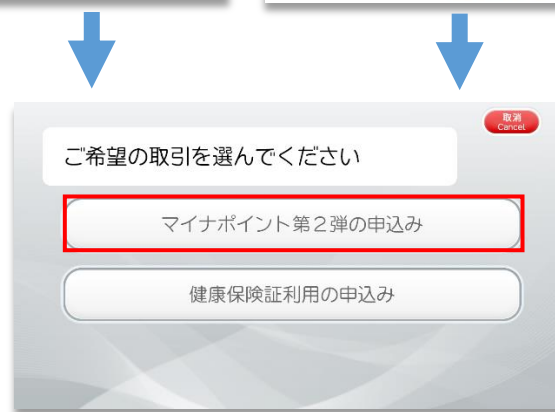 取消
Cancel
ご希望の取引を選んでください
マイナポイント第２弾の申込み
健康保険証利用の申込み